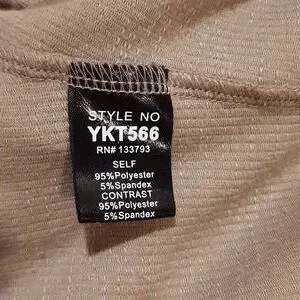 STYLE NO
YKT566
RN# 133793
SELF
95%Polyester
5%Spandex
CONTRAST
95%Polyester
5%Spandex